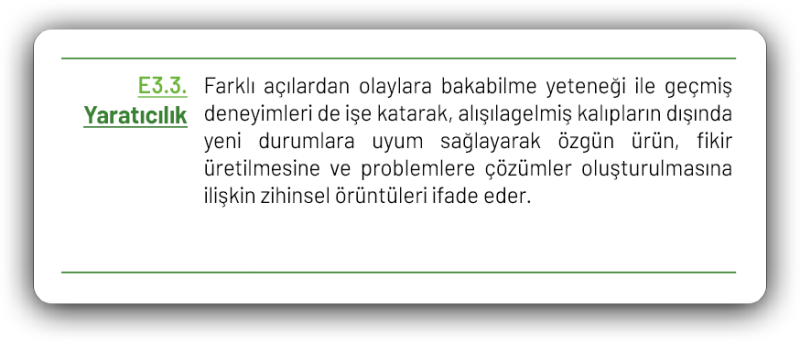 E3.3.
Yaratıcılık
Farklı açılardan olaylara bakabilme yeteneği ile geçmiş
deneyimleri de işe katarak, alışılagelmiş kalıpların dışında
yeni durumlara uyum sağlayarak özgün ürün, fikir
üretilmesine ve problemlere çözümler oluşturulmasına
ilişkin zihinsel örüntüleri ifade eder.